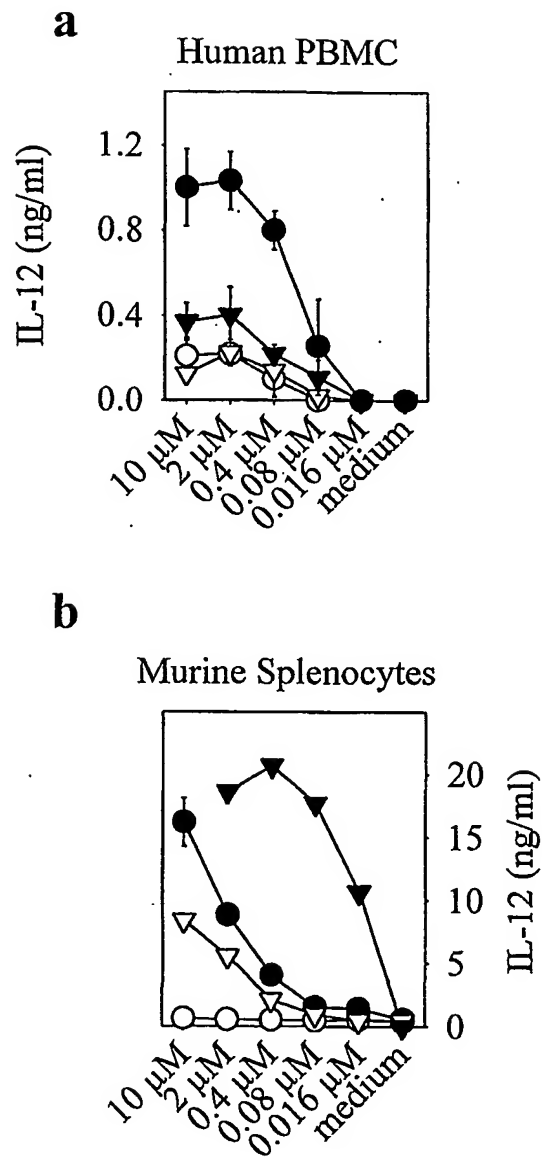 a
Human PBMC
IL-12 (ng/ml)
1.2
0.8
0.4
0.0
10 µM
2 µM
0.4 µM
0.08 µM
0.016 µM
medium
b
Murine Splenocytes
20
15
10
5
0
IL-12 (ng/ml)
10 µM
2 µM
0.4 µM
0.08 µM
0.016 µM
medium